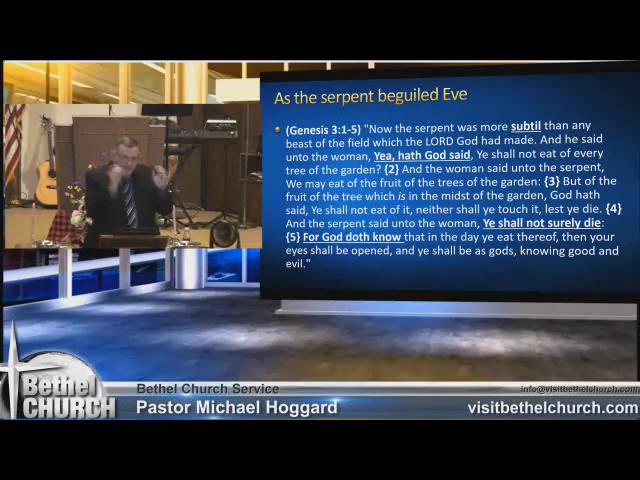 As the serpent beguiled Eve
(Genesis 3:1-5) "Now the serpent was more subtil than any
beast of the field which the LORD God had made. And he said
unto the woman, Yea, hath God said, Ye shall not eat of every
tree of the garden? {2} And the woman said unto the serpent,
We may eat of the fruit of the trees of the garden: {3} But of the
fruit of the tree which is in the midst of the garden, God hath
said, Ye shall not eat of it, neither shall ye touch it, lest ye die. {4}
And the serpent said unto the woman, Ye shall not surely die:
{5} For God doth know that in the day ye eat thereof, then your
eyes shall be opened, and ye shall be as gods, knowing good and
evil."
Bethel
CHURCH
Bethel Church Service
info@visitbethelchurch.com
Pastor Michael Hoggard
visitbethelchurch.com